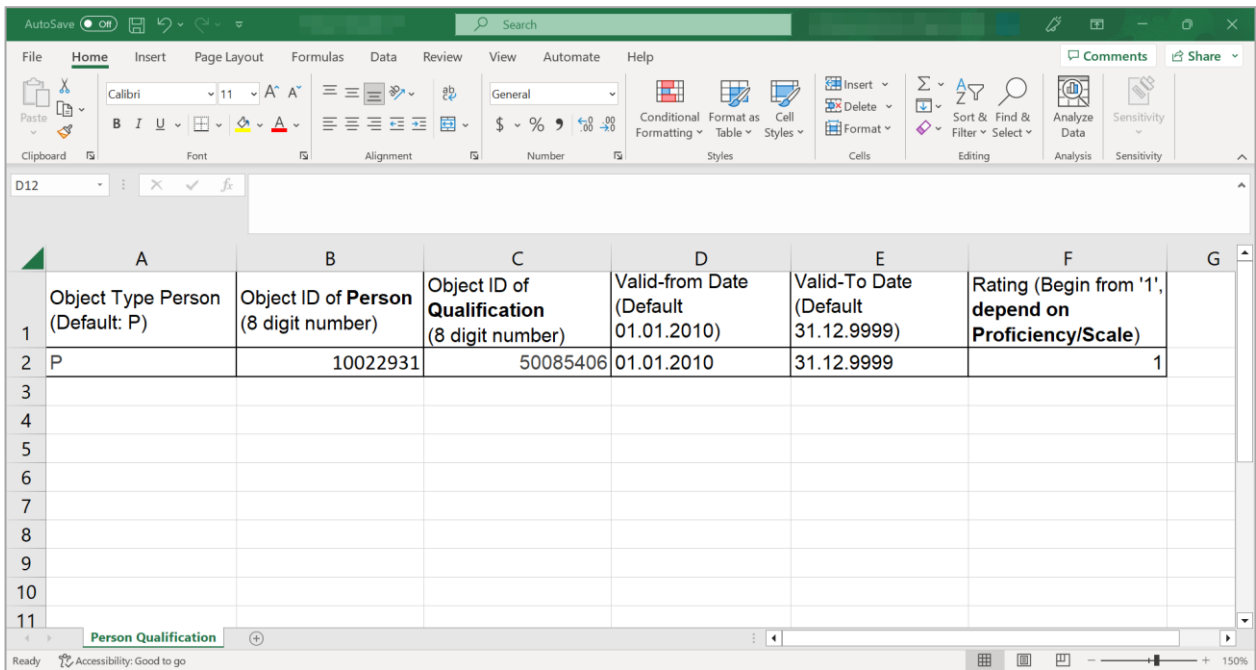 AutoSave Off
Search
File Home Insert Page Layout Formulas Data Review View Automate Help
Comments Share
Paste
Calibri 11 A^ A˅
B I U A
ab
General
$ % 9 .00 .0
Conditional Formatting
Format as Table
Cell Styles
Insert
Delete
Format
Sort & Filter
Find & Select
Analyze Data
Sensitivity
Clipboard Font Alignment Number Styles Cells Editing Analysis Sensitivity
D12 fx
A B C D E F G
1
Object Type Person
(Default: P)
Object ID of Person
(8 digit number)
Object ID of
Qualification
(8 digit number)
Valid-from Date
(Default
01.01.2010)
Valid-To Date
(Default
31.12.9999)
Rating (Begin from '1',
depend on
Proficiency/Scale)
2 P 10022931 50085406 01.01.2010 31.12.9999 1
3
4
5
6
7
8
9
10
11
Person Qualification
Ready Accessibility: Good to go 150%